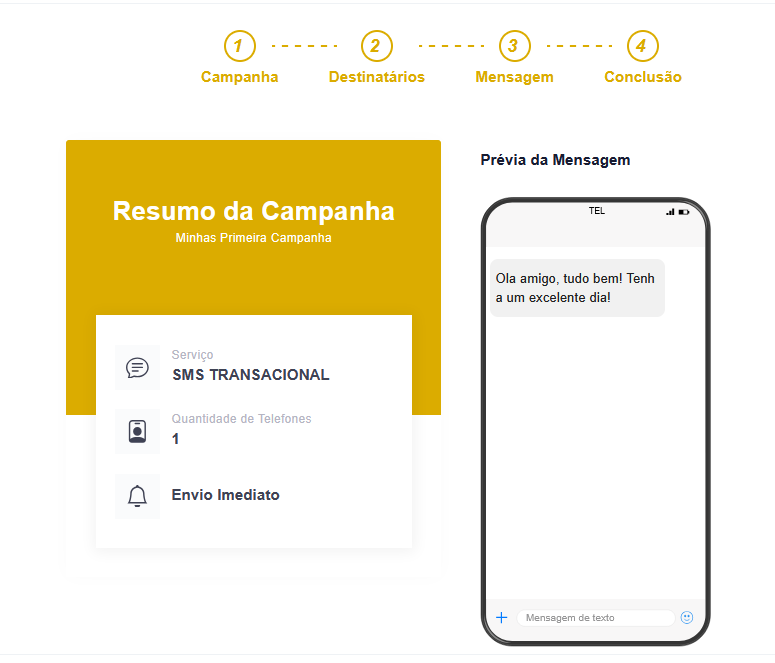 1 2 3 4
Campanha Destinatários Mensagem Conclusão
Resumo da Campanha
Minhas Primeira Campanha
Serviço
SMS TRANSACIONAL
Quantidade de Telefones
1
Envio Imediato
Prévia da Mensagem
TEL
Ola amigo, tudo bem! Tenh
a um excelente dia!
Mensagem de texto